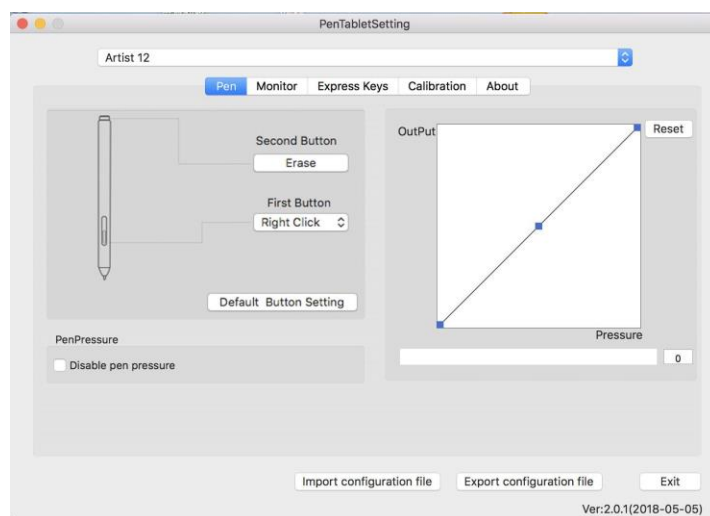 PenTabletSetting
Artist 12
Pen Monitor Express Keys Calibration About
Second Button
Erase
First Button
Right Click
Default Button Setting
OutPut
Reset
Pressure
0
PenPressure
Disable pen pressure
Import configuration file Export configuration file Exit
Ver:2.0.1(2018-05-05)